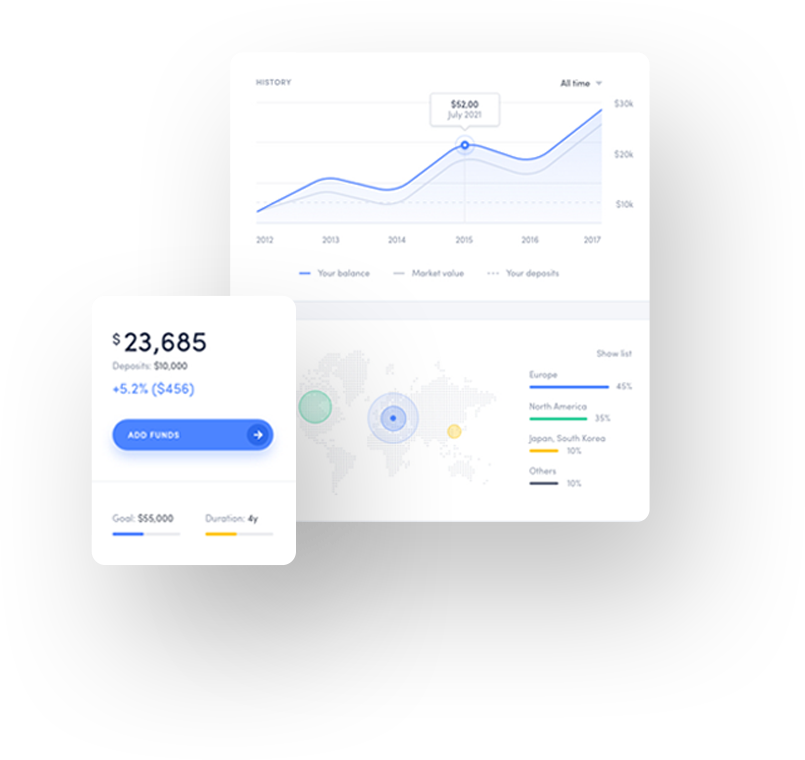 HISTORY
All time
$52,00
July 2021
$30k
$20k
$10k
2012 2013 2014 2015 2016 2017
Your balance Market value Your deposits
$23,685
Deposits: $10,000
+5.2% ($456)
ADD FUNDS
Goal: $55,000 Duration: 4y
Show list
Europe
45%
North America
35%
Japan, South Korea
10%
Others
10%